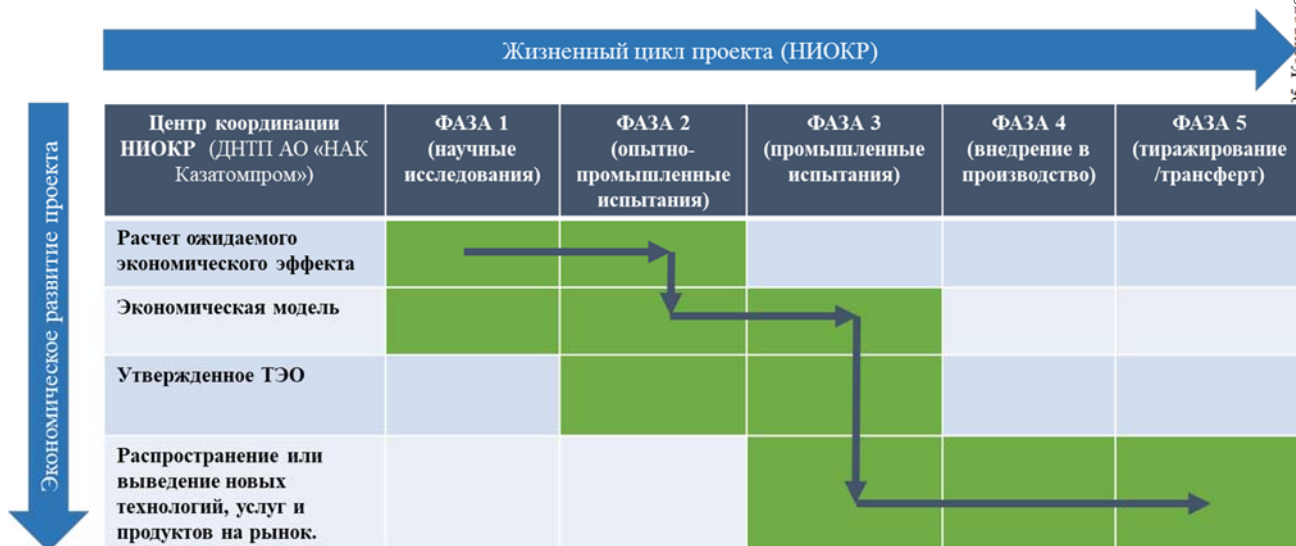 Жизненный цикл проекта (НИОКР)
Экономическое развитие проекта
Центр координации
НИОКР (ДНТП АО «НАК
Казатомпром»)
ФАЗА 1
(научные
исследования)
ФАЗА 2
(опытно-
промышленные
испытания)
ФАЗА 3
(промышленные
испытания)
ФАЗА 4
(внедрение в
производство)
ФАЗА 5
(тиражирование
/трансферт)
Расчет ожидаемого
экономического эффекта
Экономическая модель
Утвержденное ТЭО
Распространение или
выведение новых
технологий, услуг и
продуктов на рынок.